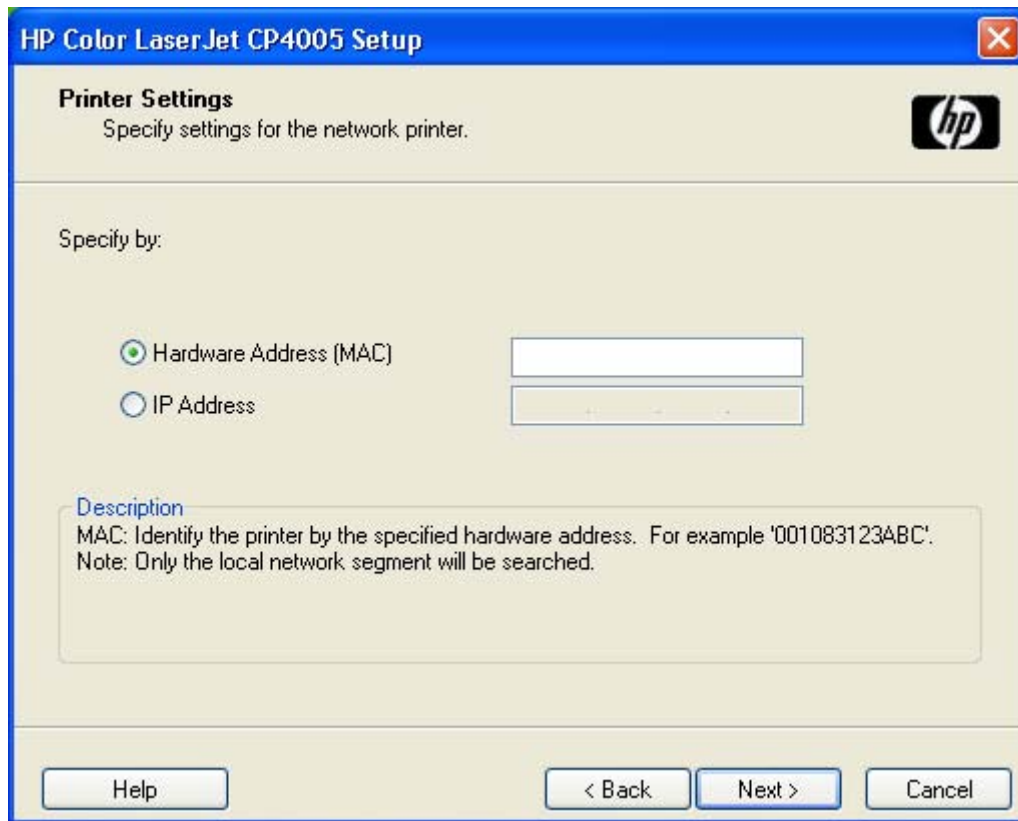 HP Color LaserJet CP4005 Setup
Printer Settings
Specify settings for the network printer.
hp
Specify by:
Hardware Address (MAC)
IP Address
. . .
Description
MAC: Identify the printer by the specified hardware address. For example '001083123ABC'.
Note: Only the local network segment will be searched.
Help
< Back
Next >
Cancel